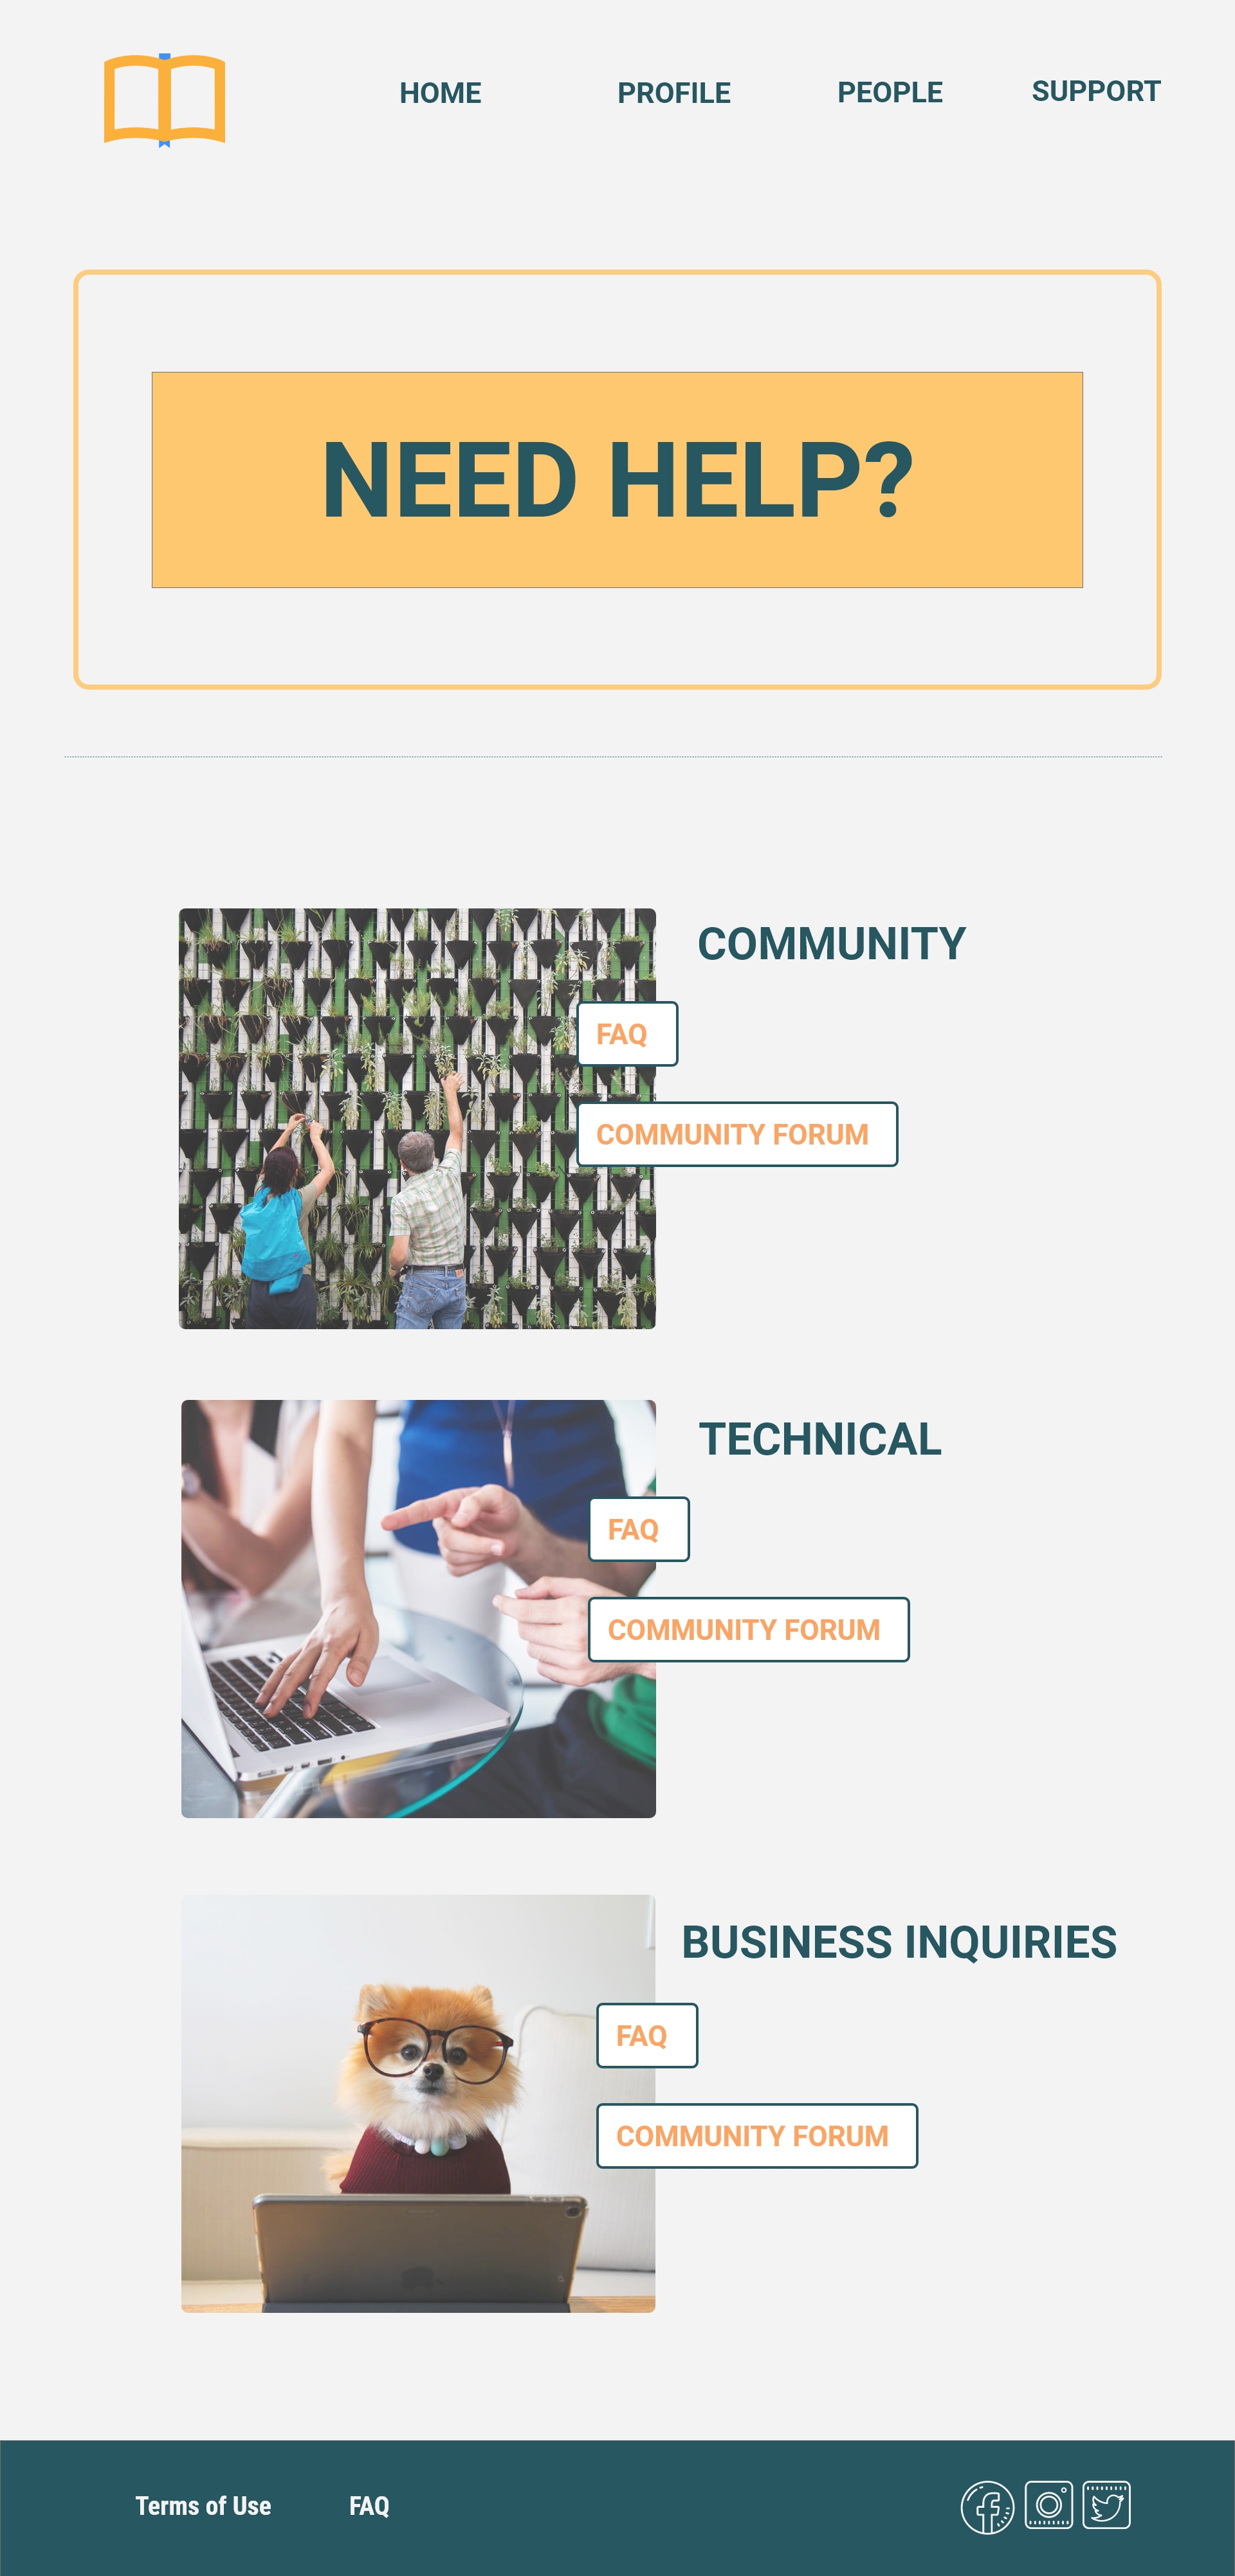 HOME
PROFILE
PEOPLE
SUPPORT
NEED HELP?
COMMUNITY
FAQ
COMMUNITY FORUM
TECHNICAL
FAQ
COMMUNITY FORUM
BUSINESS INQUIRIES
FAQ
COMMUNITY FORUM
Terms of Use
FAQ